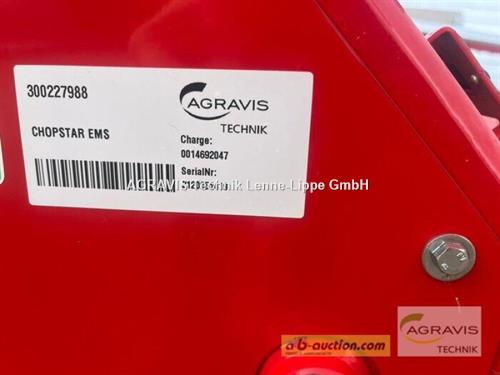 300227988
AGRAVIS
TECHNIK
CHOPSTAR EMS
Charge:
0014692047
SerialNr:
AGRAVIS Technik Lenne-Lippe GmbH
ab-auction.com
AGRAVIS
TECHNIK